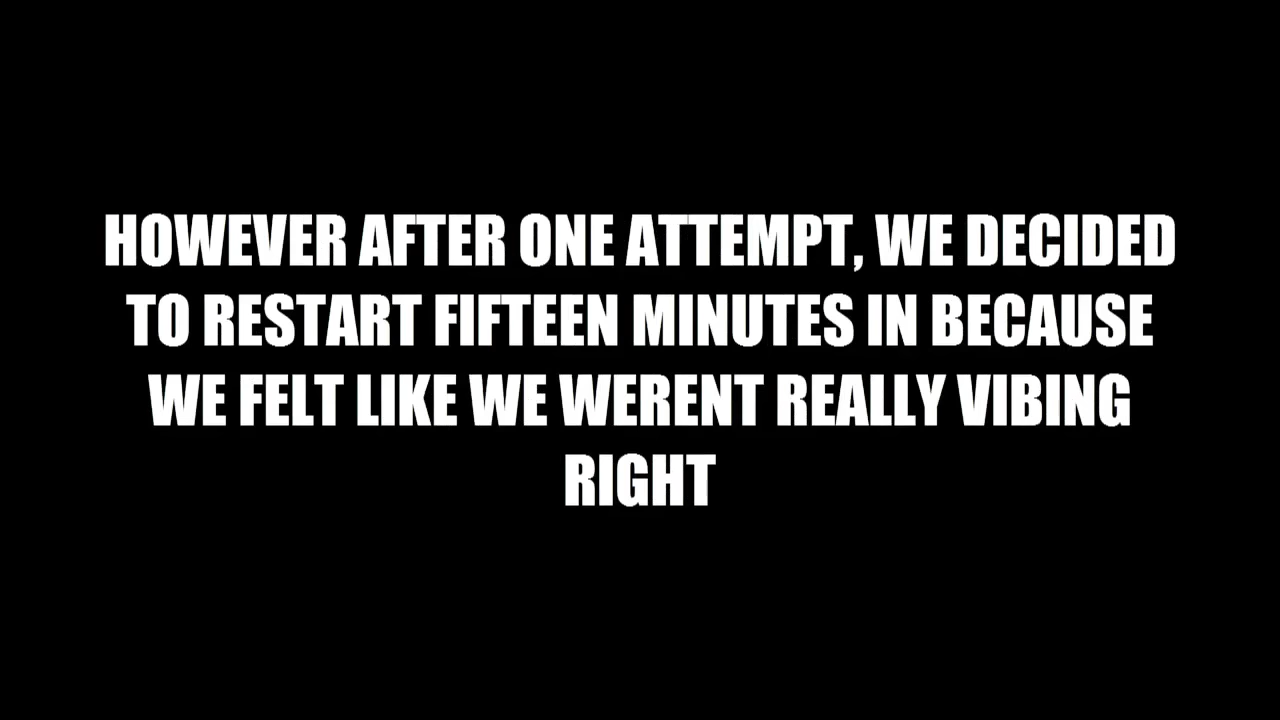 HOWEVER AFTER ONE ATTEMPT, WE DECIDED
TO RESTART FIFTEEN MINUTES IN BECAUSE
WE FELT LIKE WE WERENT REALLY VIBING
RIGHT